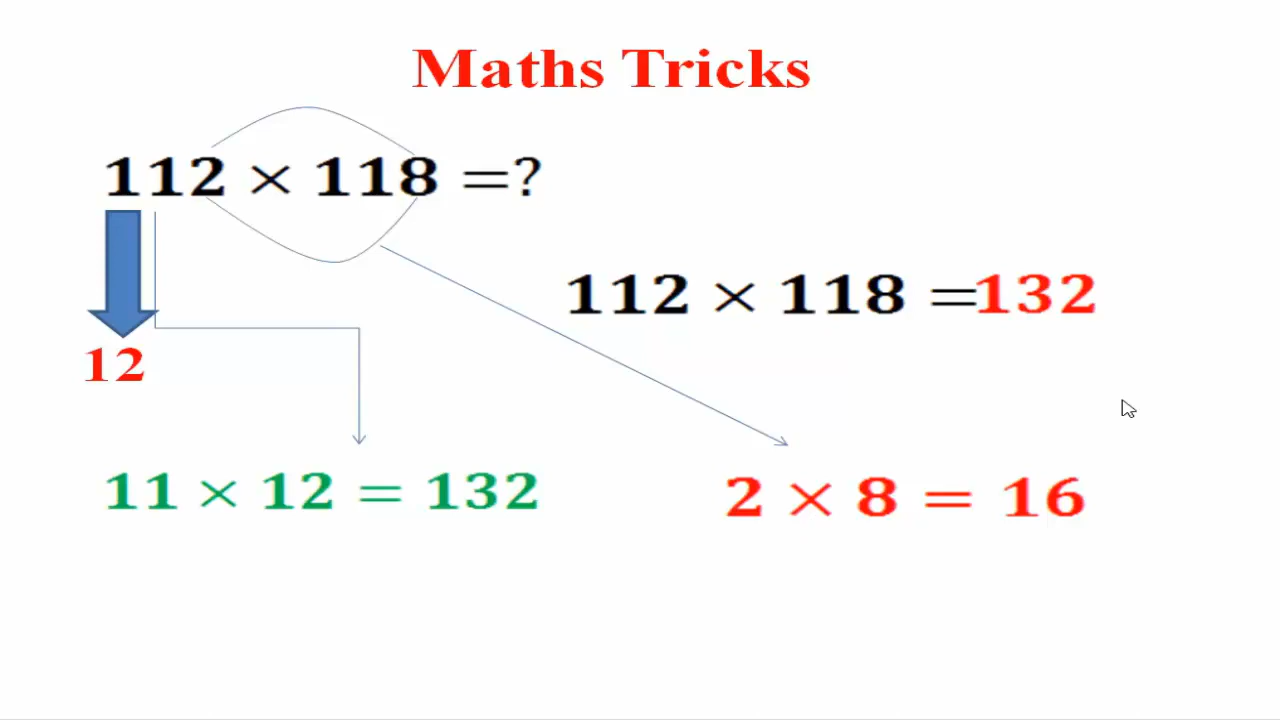 Maths Tricks
112 × 118 =?
112 × 118 =132
12
11 × 12 = 132
2 × 8 = 16